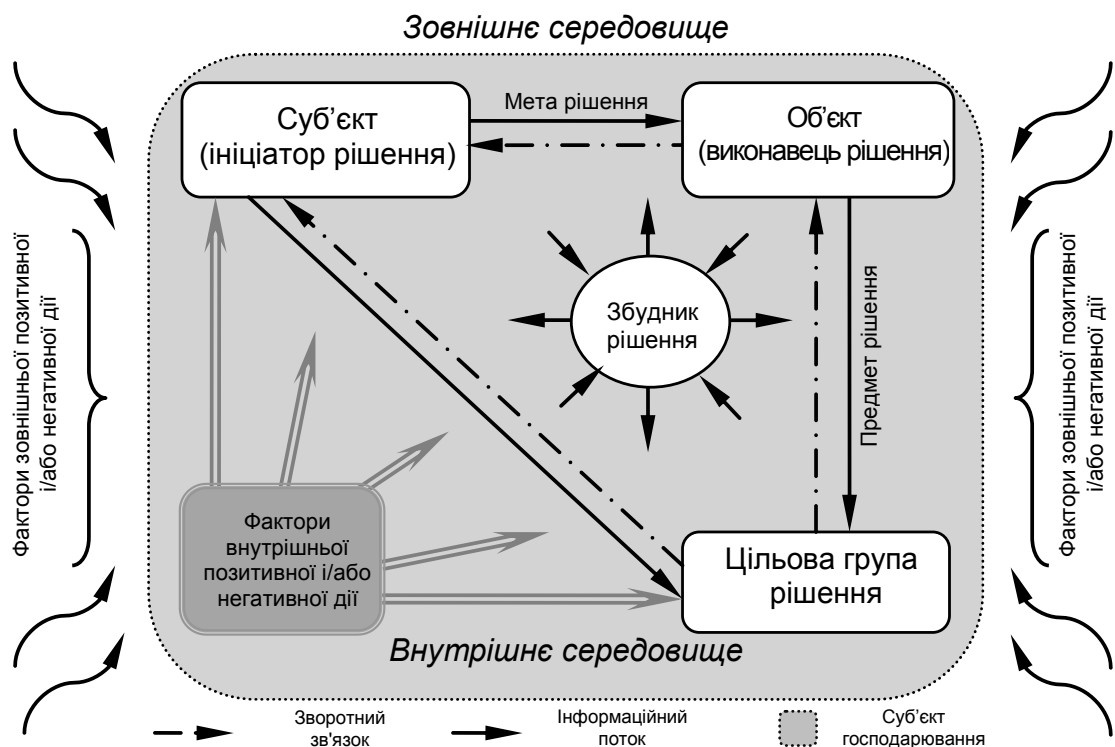 Зовнішнє середовище
Суб’єкт
(ініціатор рішення)
Мета рішення
Об’єкт
(виконавець рішення)
Фактори зовнішньої позитивної
і/або негативної дії
Збудник
рішення
Предмет рішення
Фактори зовнішньої позитивної
і/або негативної дії
Фактори
внутрішньої
позитивної і/або
негативної дії
Цільова група
рішення
Внутрішнє середовище
Зворотний
зв'язок
Інформаційний
поток
Суб’єкт
господарювання